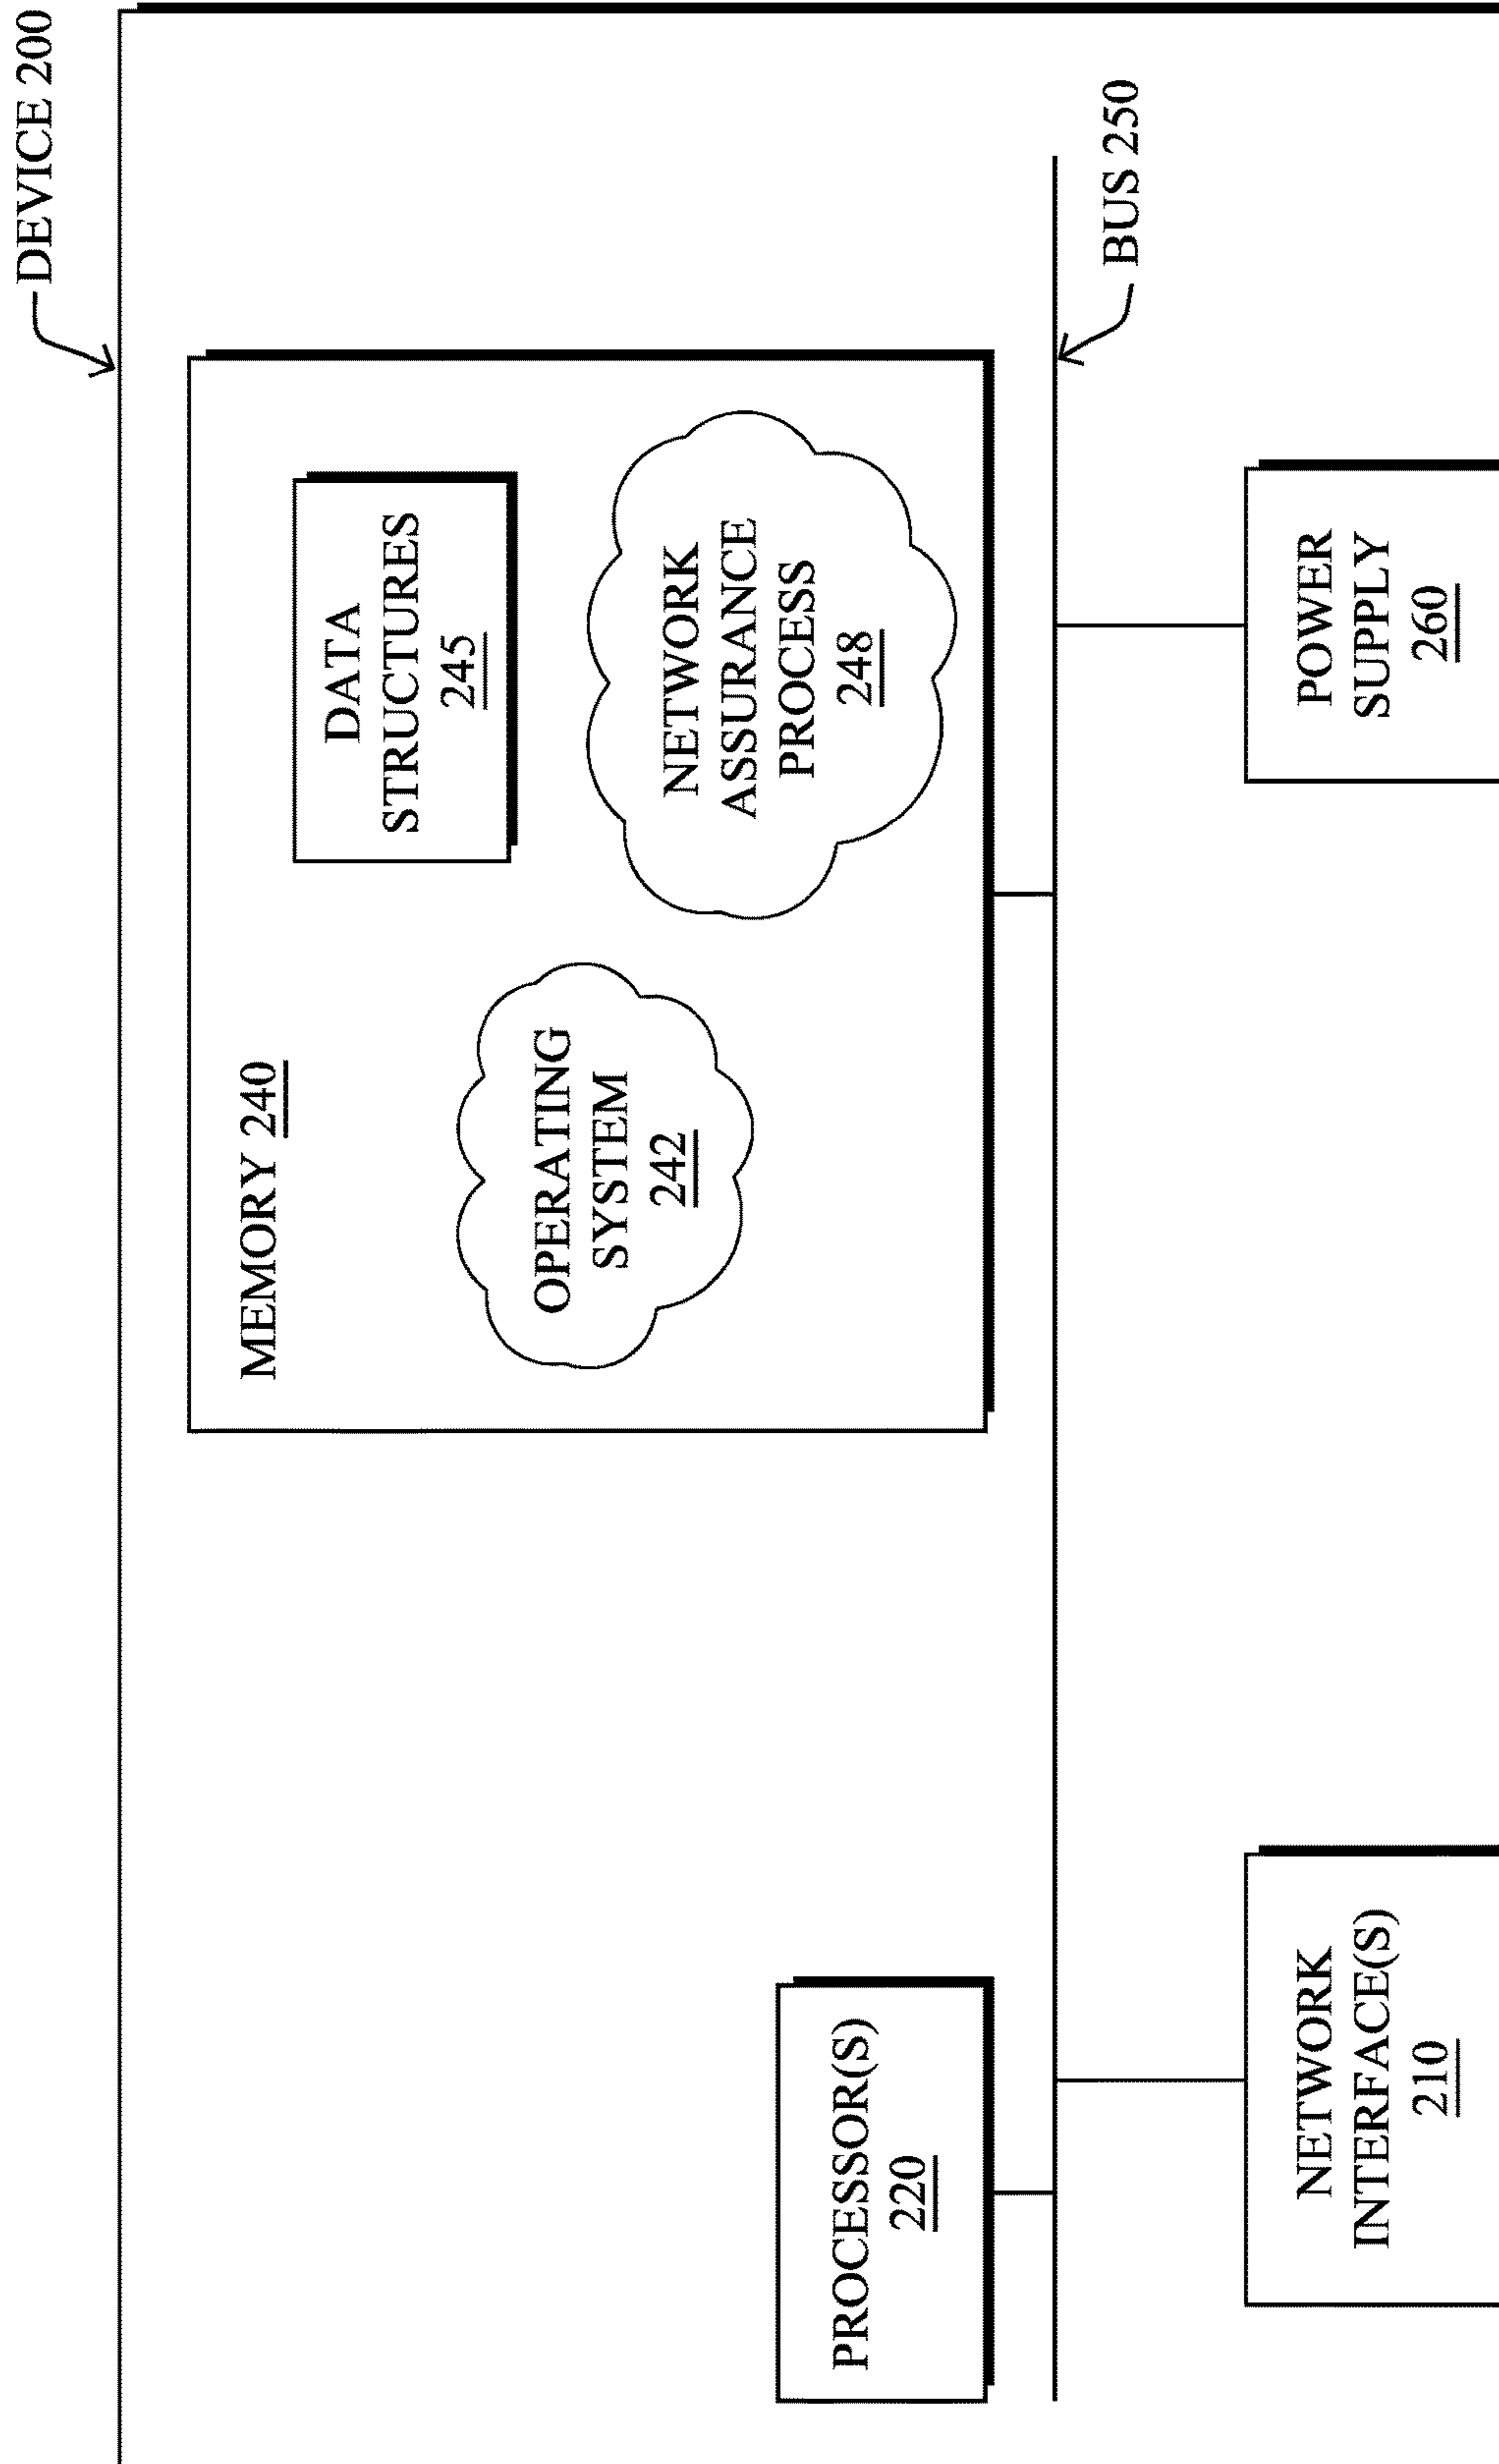 DEVICE 200
MEMORY 240
DATA
STRUCTURES
245
OPERATING
SYSTEM
242
NETWORK
ASSURANCE
PROCESS
248
PROCESSOR(S)
220
BUS 250
NETWORK
INTERFACE(S)
210
POWER
SUPPLY
260